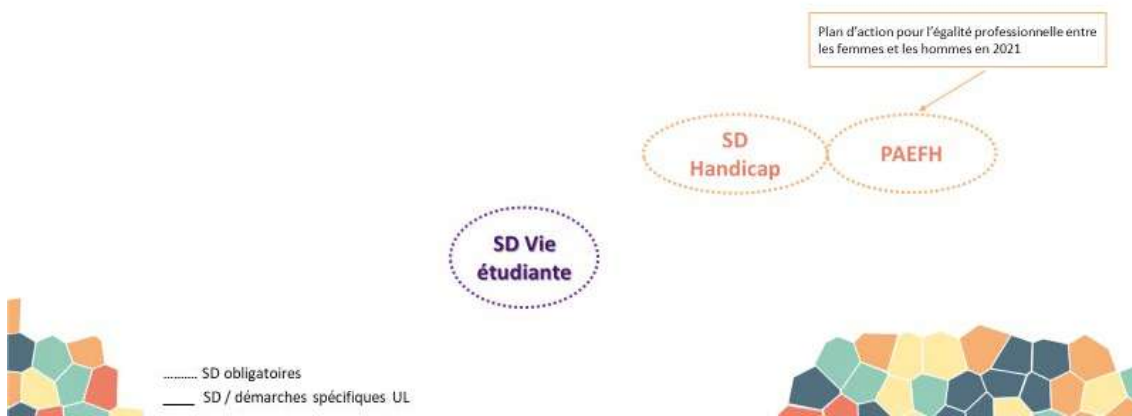 Plan d'action pour l'égalité professionnelle entre
les femmes et les hommes en 2021
SD
Handicap
PAEFH
SD Vie
étudiante
.......... SD obligatoires
____ SD / démarches spécifiques UL